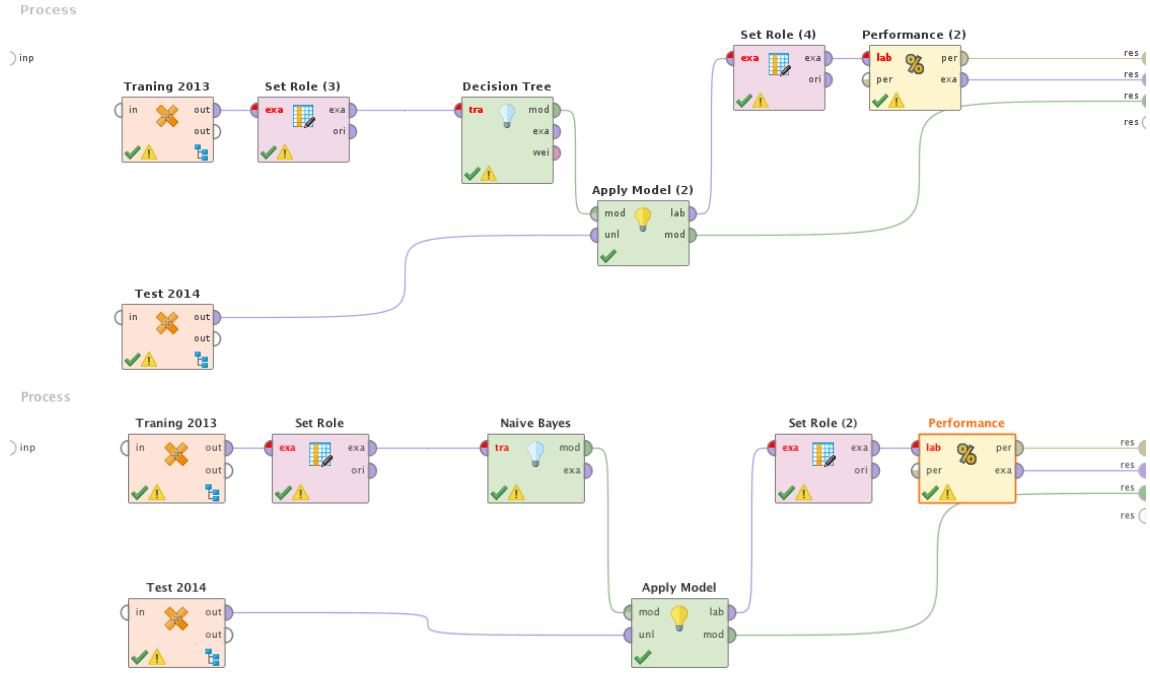 Process
inp
Set Role (4)
Performance (2)
exa exa
ori
lab per
per exa
res
res
res
res
Traning 2013
Set Role (3)
Decision Tree
in out
out
exa exa
ori
tra mod
exa
wei
Apply Model (2)
mod lab
unl mod
Test 2014
in out
out
Process
inp
Traning 2013
Set Role
Naive Bayes
Set Role (2)
Performance
in out
out
exa exa
ori
tra mod
exa
exa exa
ori
lab per
per exa
res
res
res
res
Test 2014
Apply Model
in out
out
mod lab
unl mod